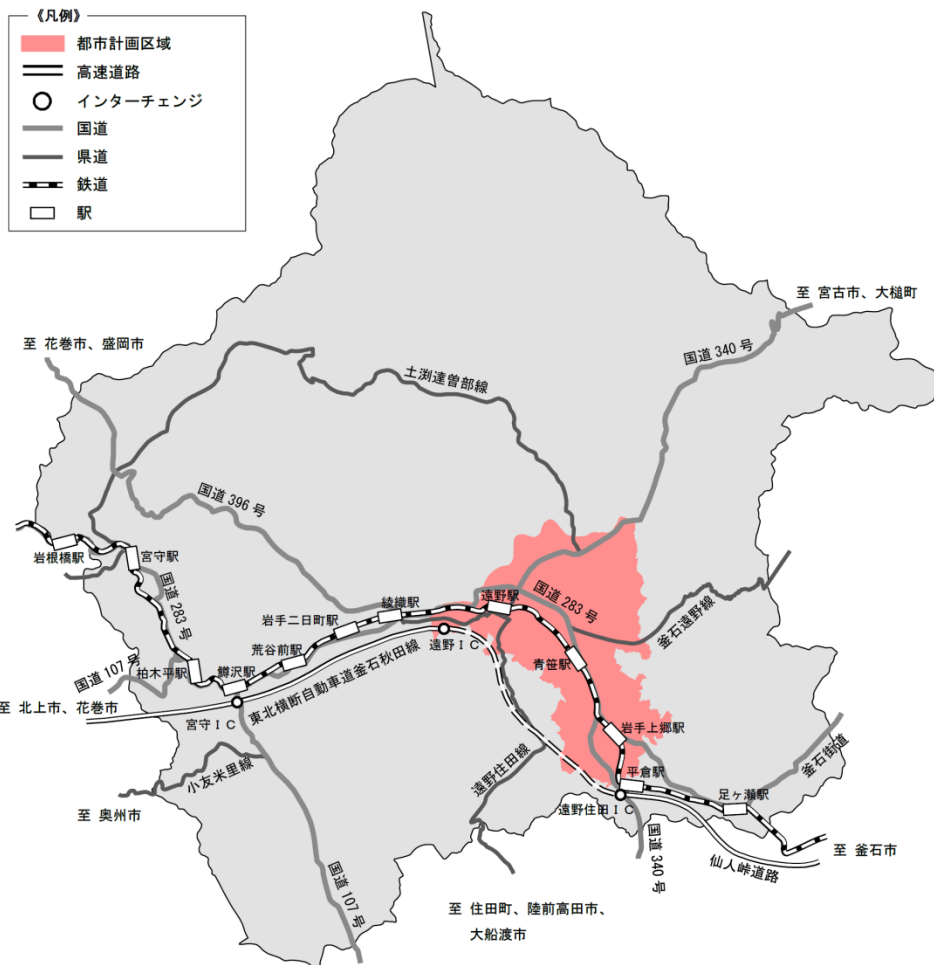 《凡例》
都市計画区域
高速道路
インターチェンジ
国道
県道
鉄道
駅
至 宮古市、大槌町
至 花巻市、盛岡市
国道 340 号
土渕達曽部線
国道 396 号
岩根橋駅
宮守駅
国道 283 号
綾織駅
遠野駅
国道 283 号
岩手二日町駅
荒谷前駅
遠野ＩＣ
釜石遠野線
青笹駅
国道 107 号
柏木平駅
鱒沢駅
東北横断自動車道釜石秋田線
至 北上市、花巻市
宮守ＩＣ
岩手上郷駅
釜石街道
小友米里線
遠野住田線
平倉駅
足ヶ瀬駅
遠野住田ＩＣ
至 奥州市
至 釜石市
国道 340 号
仙人峠道路
国道 107 号
至 住田町、陸前高田市、
大船渡市